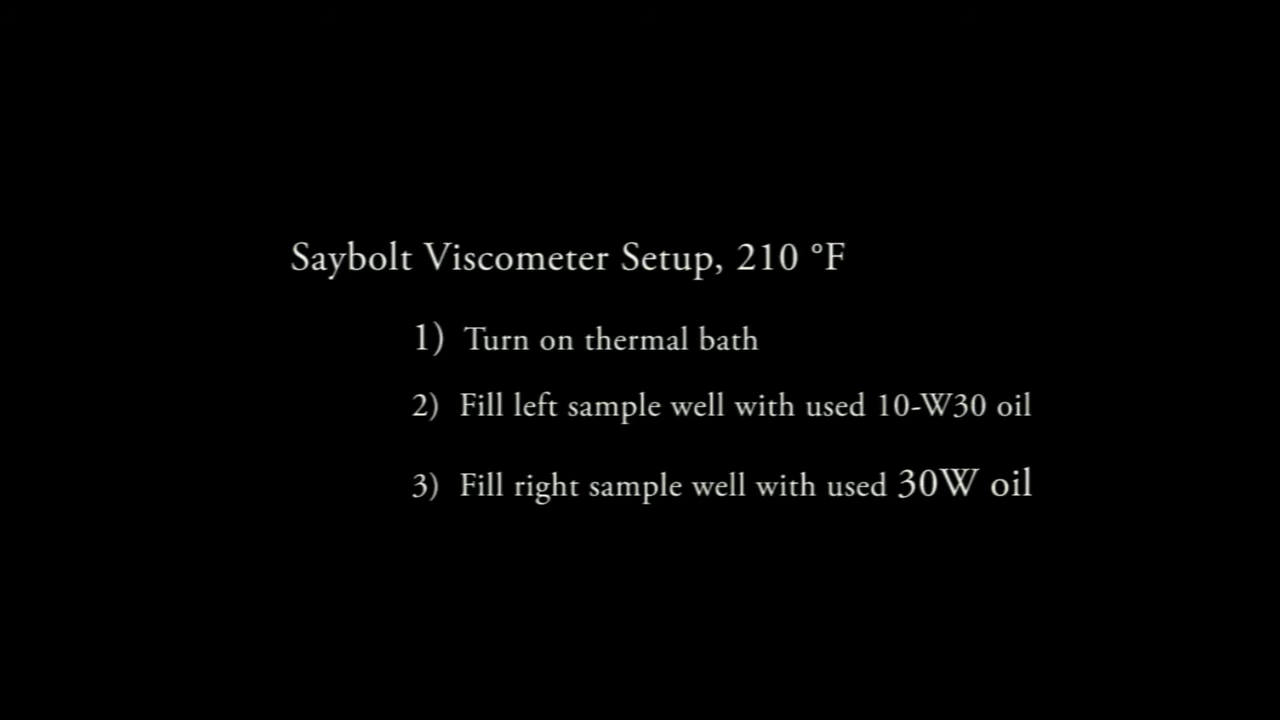 Saybolt Viscometer Setup, 210 °F
1) Turn on thermal bath
2) Fill left sample well with used 10-W30 oil
3) Fill right sample well with used 30W oil